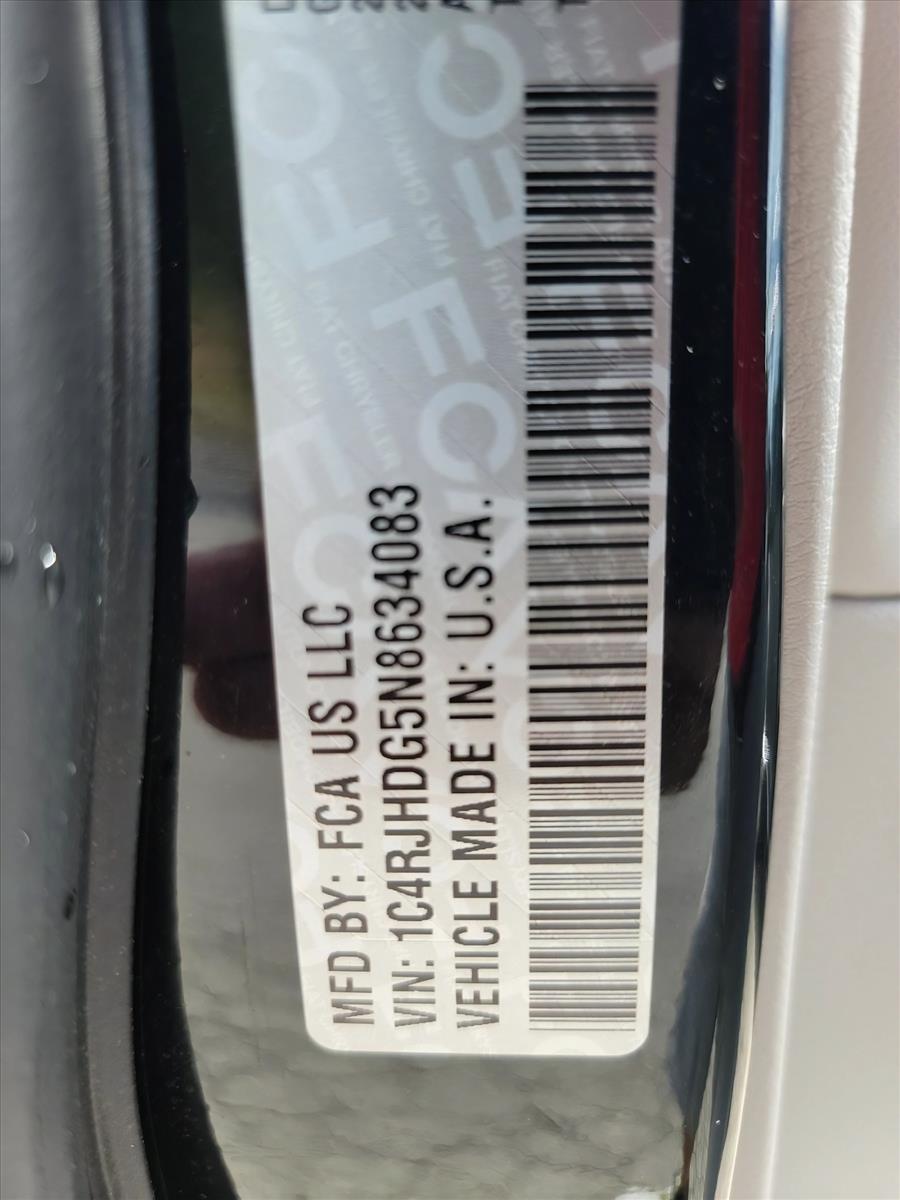 MFD BY: FCA US LLC
VIN: 1C4RJHDG5N8634083
VEHICLE MADE IN: U.S.A.